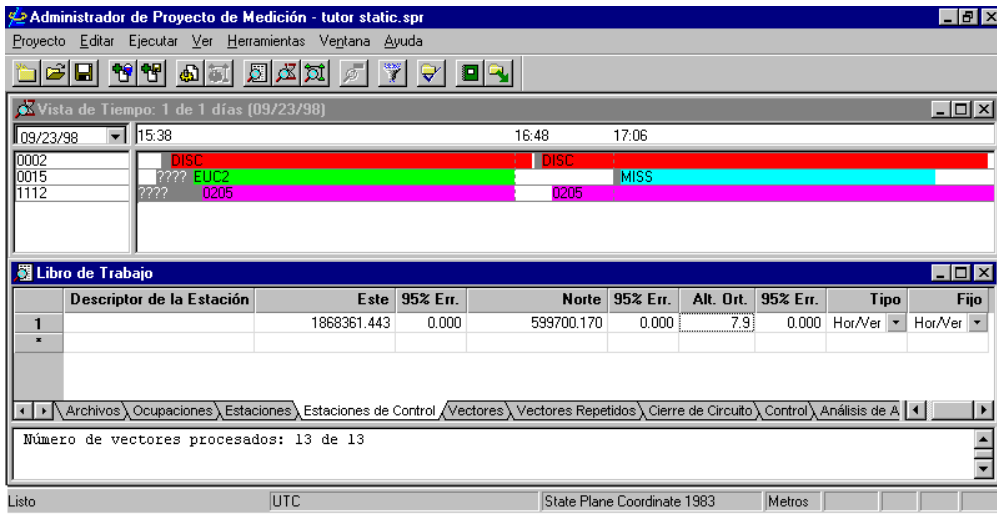 Administrador de Proyecto de Medición - tutor static.spr
Proyecto Editar Ejecutar Ver Herramientas Ventana Ayuda
Vista de Tiempo: 1 de 1 días (09/23/98)
09/23/98 15:38 16:48 17:06
0002 DISC DISC
0015 ???? EUC2 MISS
1112 ???? 0205 0205
Libro de Trabajo
Descriptor de la Estación Este 95% Err. Norte 95% Err. Alt. Ort. 95% Err. Tipo Fijo
1 1868361.443 0.000 599700.170 0.000 7.9 0.000 Hor/Ver Hor/Ver
*
Archivos Ocupaciones Estaciones Estaciones de Control Vectores Vectores Repetidos Cierre de Circuito Control Análisis de A
Número de vectores procesados: 13 de 13
Listo UTC State Plane Coordinate 1983 Metros